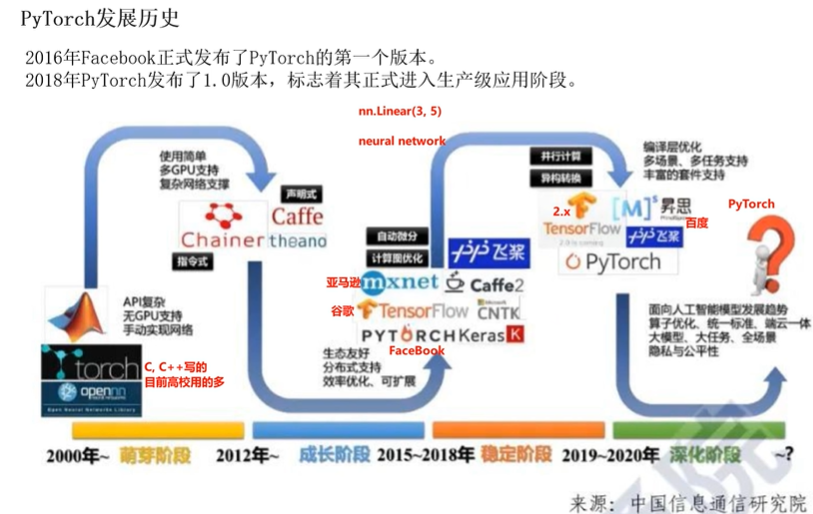 PyTorch发展历史
2016年Facebook正式发布了PyTorch的第一个版本。
2018年PyTorch发布了1.0版本，标志着其正式进入生产级应用阶段。
nn.Linear(3, 5)
neural network
使用简单
多GPU支持
复杂网络支撑
声明式
Caffe
Chainer
theano
指令式
API复杂
无GPU支持
手动实现网络
torch
opennn
Open Neural Networks Library
C, C++写的
目前高校用的多
自动微分
计算图优化
飞桨
亚马逊
mxnet
Caffe2
谷歌
TensorFlow
Microsoft
CNTK
PYTORCH
Keras
K
FaceBook
生态友好
分布式支持
效率优化、可扩展
并行计算
异构转换
编译层优化
多场景、多任务支持
丰富的套件支持
2.x
TensorFlow
2.0 is coming
[M]s
昇思
百度
飞桨
PyTorch
PyTorch
面向人工智能模型发展趋势
算子优化、统一标准、端云一体
大模型、大任务、全场景
隐私与公平性
2000年~ 萌芽阶段 2012年~ 成长阶段 2015~2018年 稳定阶段 2019~2020年 深化阶段 ~?
来源：中国信息通信研究院